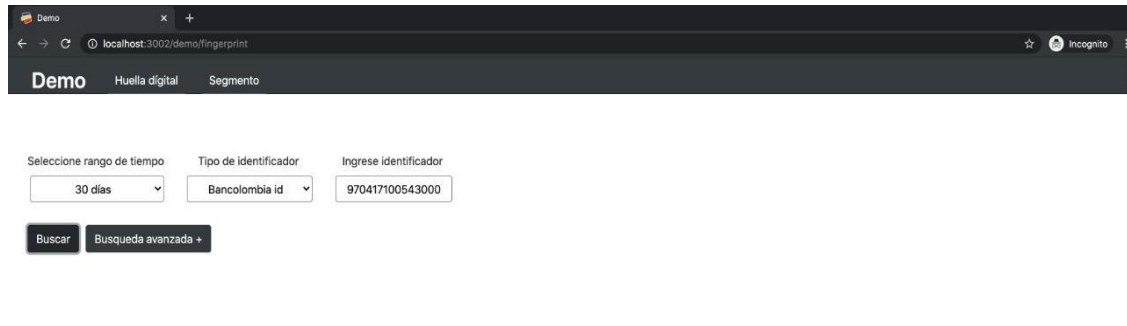 Demo
localhost:3002/demo/fingerprint
Incognito
Demo Huella dígital Segmento
Seleccione rango de tiempo Tipo de identificador Ingrese identificador
30 días Bancolombia id 970417100543000
Buscar Busqueda avanzada +